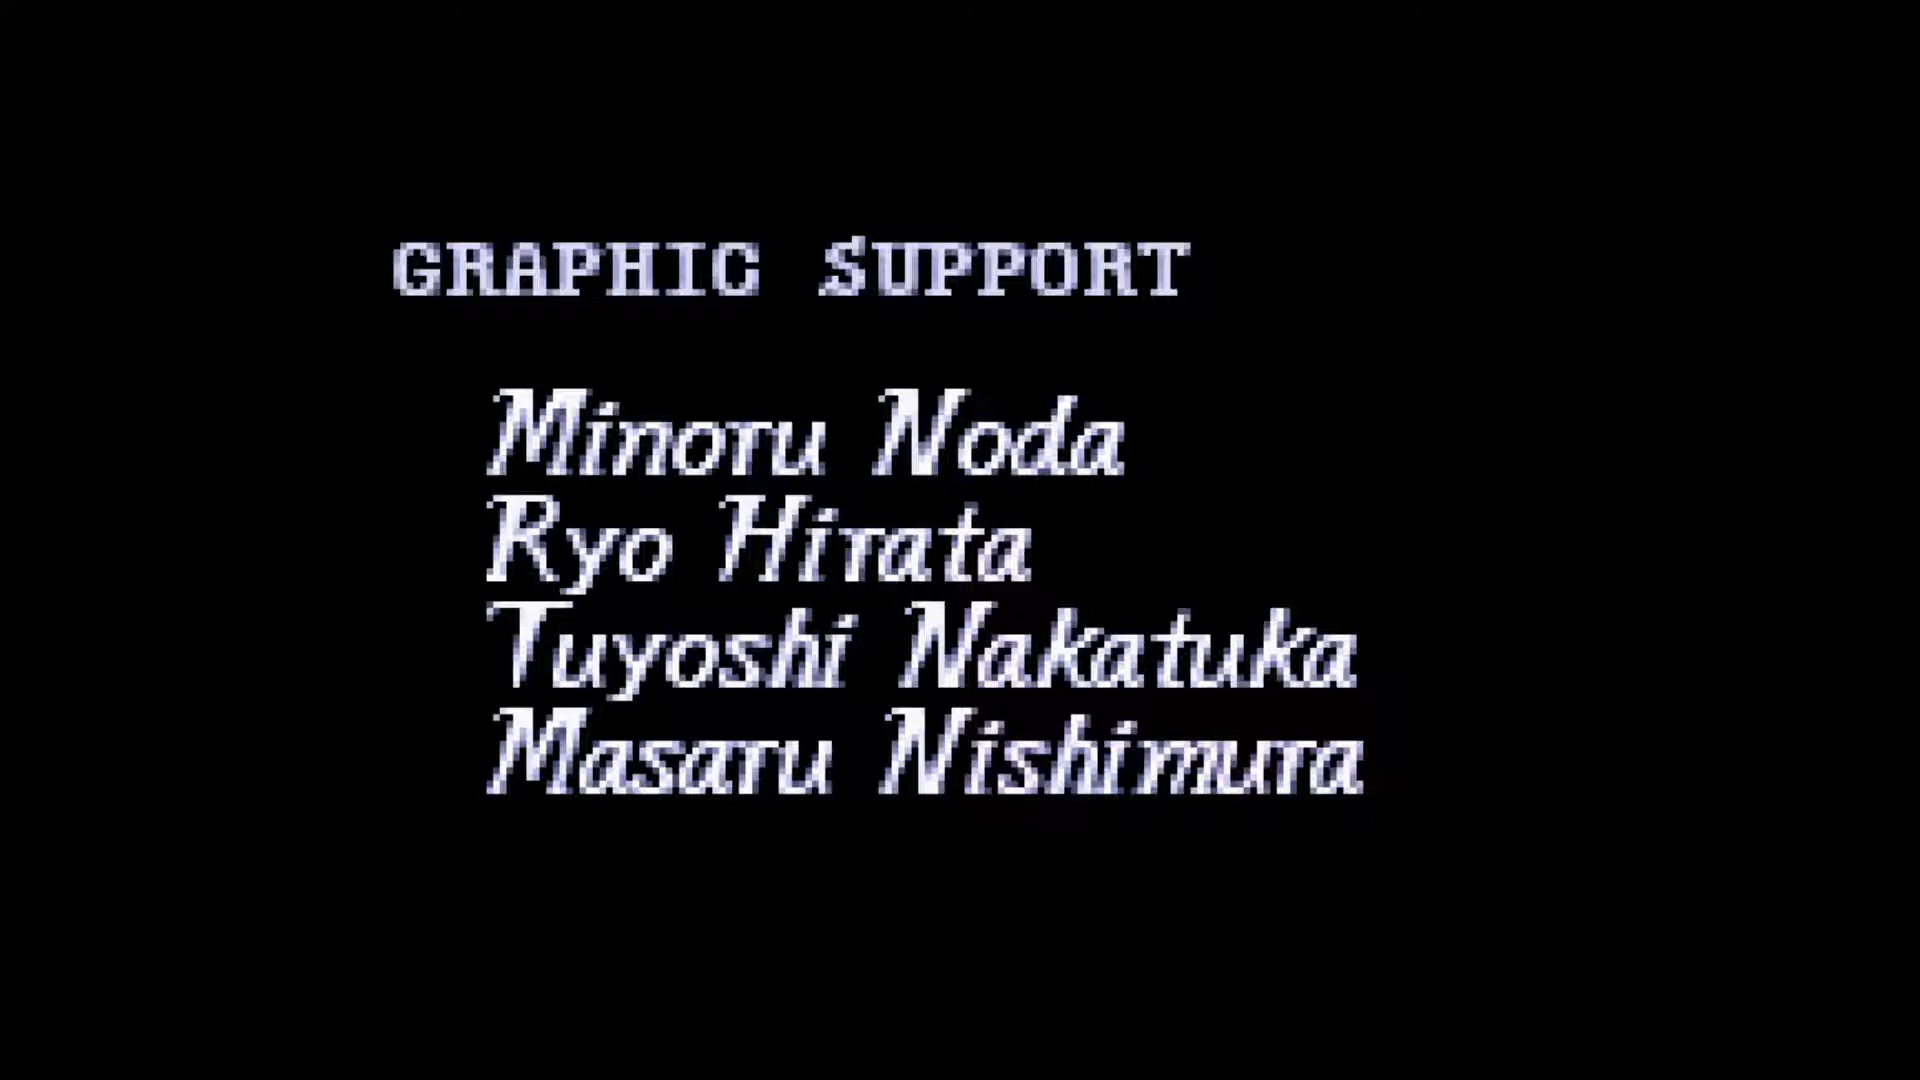 GRAPHIC SUPPORT
Minoru Noda
Ryo Hirata
Tuyoshi Nakatuka
Masaru Nishimura